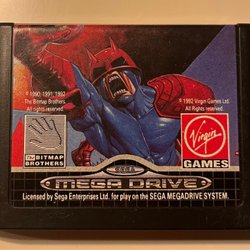 © 1990, 1991, 1992
The Bitmap Brothers
All rights reserved.
© 1992 Virgin Games Ltd.
All rights reserved.
THE BITMAP
BROTHERS
Virgin
GAMES
SEGA
MEGA DRIVE
Licensed by Sega Enterprises Ltd. for play on the SEGA MEGADRIVE SYSTEM.